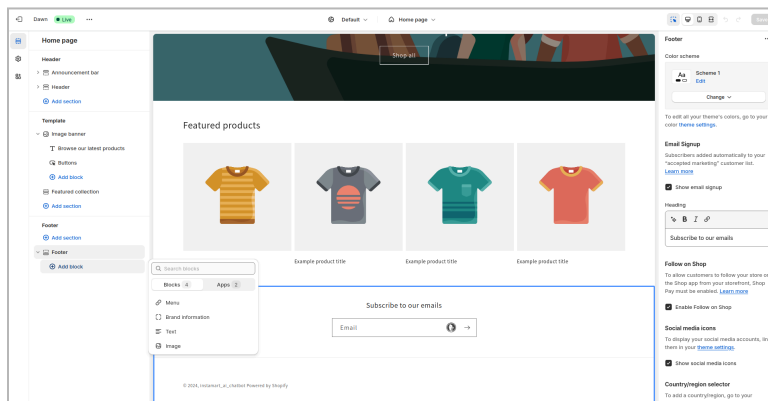 Dawn
Live
Default
Home page
Save
Home page
Header
Announcement bar
Header
Add section
Template
Image banner
Browse our latest products
Buttons
Add block
Featured collection
Add section
Footer
Add section
Footer
Add block
Search blocks
Blocks 4
Apps 2
Menu
Brand information
Text
Image
Shop all
Featured products
Example product title
Example product title
Example product title
Subscribe to our emails
Email
© 2024, instamart_ai_chatbot Powered by Shopify
Footer
Color scheme
Aa
Scheme 1
Edit
Change
To edit all your theme's colors, go to your
color theme settings.
Email Signup
Subscribers added automatically to your
"accepted marketing" customer list.
Learn more
Show email signup
Heading
B I
Subscribe to our emails
Follow on Shop
To allow customers to follow your store on
the Shop app from your storefront, Shop
Pay must be enabled. Learn more
Enable Follow on Shop
Social media icons
To display your social media accounts, lin
them in your theme settings.
Show social media icons
Country/region selector
To add a country/region, go to your